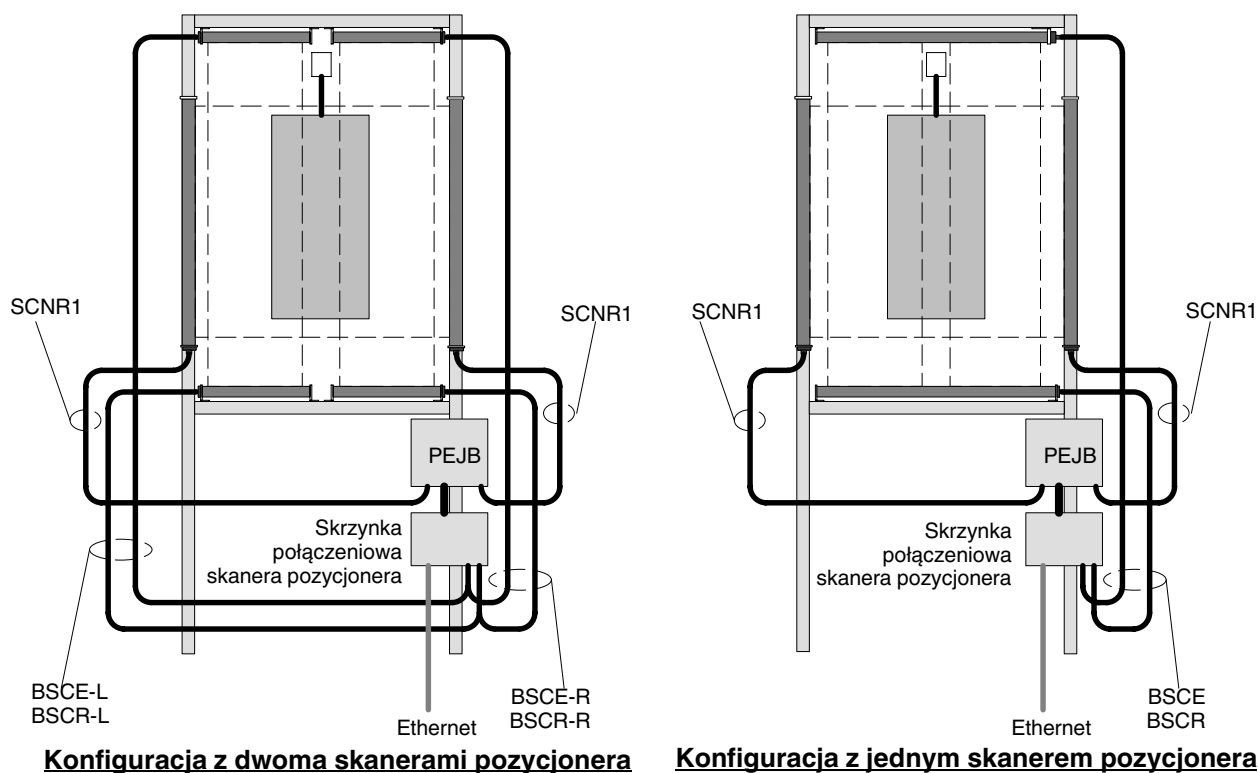 SCNR1
SCNR1
PEJB
Skrzynka
połączeniowa
skanera pozycjonera
BSCE-L
BSCR-L
BSCE-R
BSCR-R
Ethernet
Konfiguracja z dwoma skanerami pozycjonera
SCNR1
SCNR1
PEJB
Skrzynka
połączeniowa
skanera pozycjonera
BSCE
BSCR
Ethernet
Konfiguracja z jednym skanerem pozycjonera